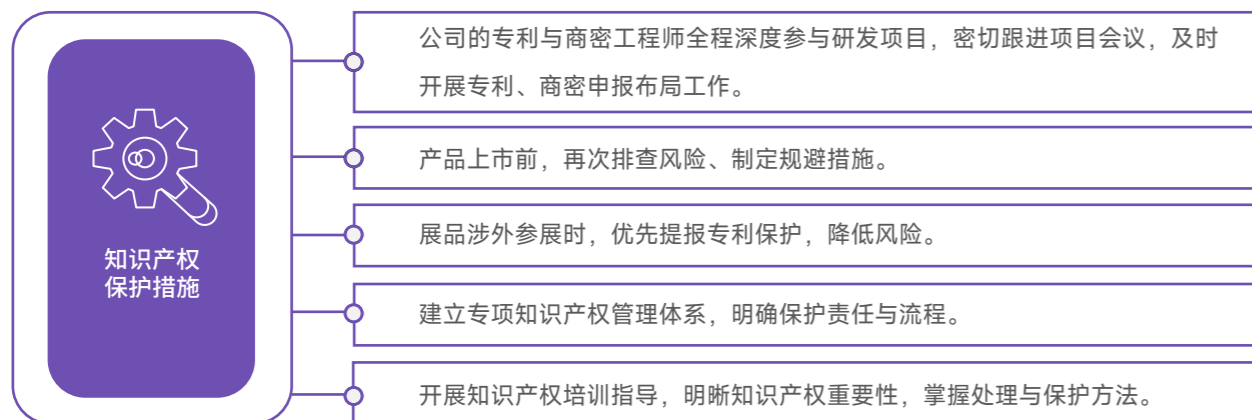 知识产权
保护措施
公司的专利与商密工程师全程深度参与研发项目，密切跟进项目会议，及时
开展专利、商密申报布局工作。
产品上市前，再次排查风险、制定规避措施。
展品涉外参展时，优先提报专利保护，降低风险。
建立专项知识产权管理体系，明确保护责任与流程。
开展知识产权培训指导，明晰知识产权重要性，掌握处理与保护方法。